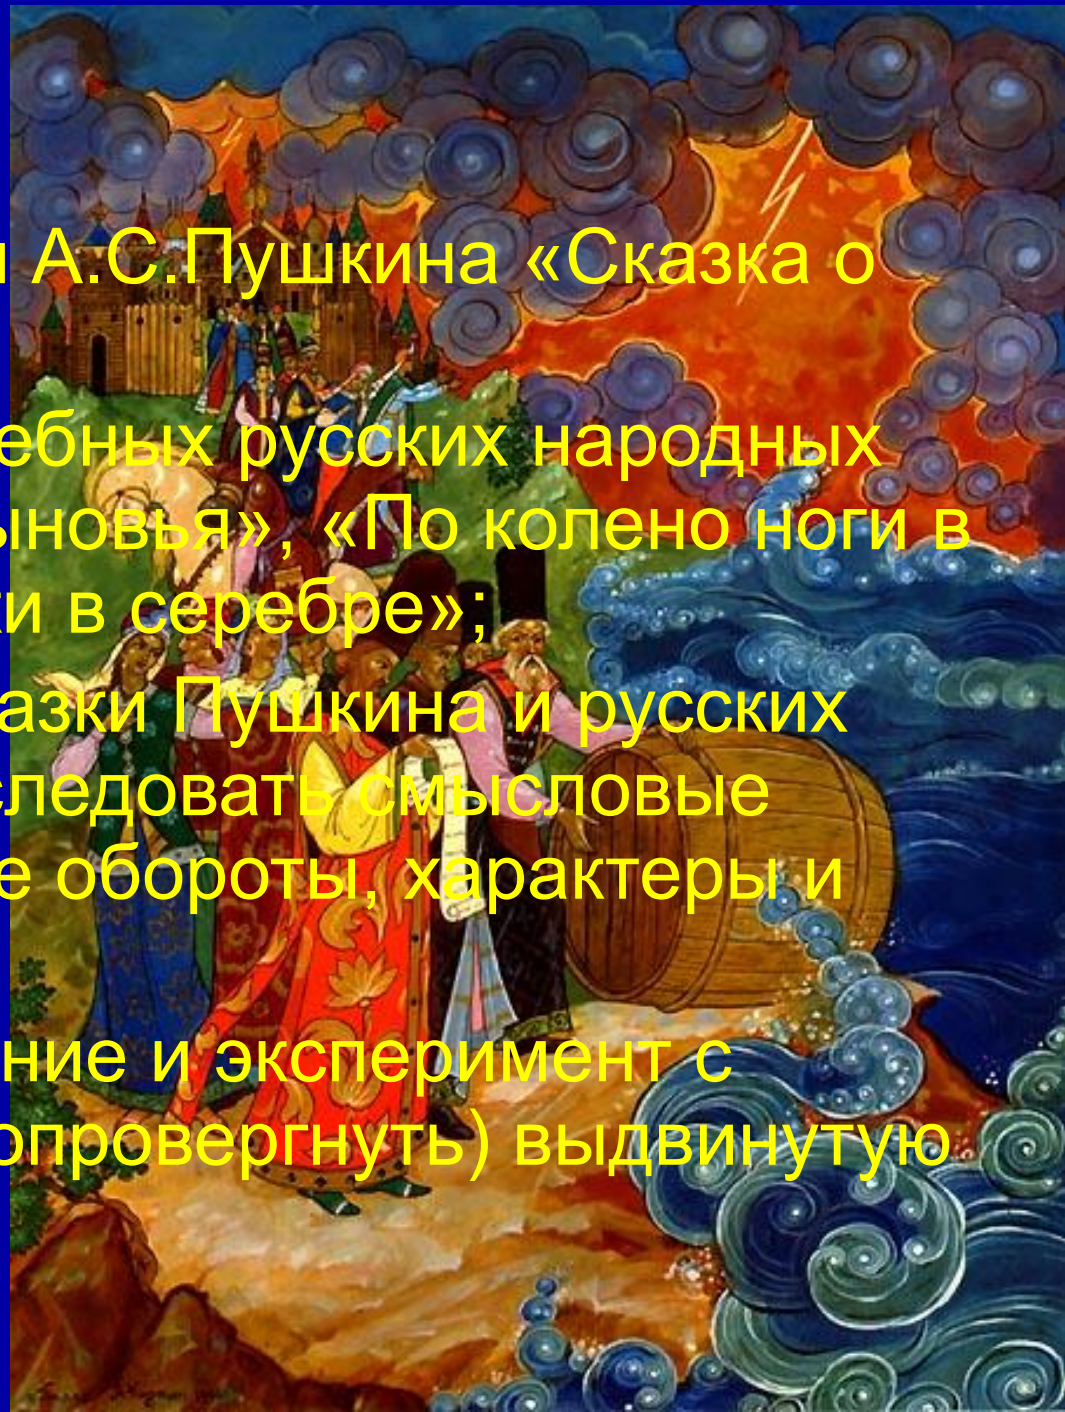 А.С.Пушкина «Сказка о
ебных русских народных
ыновья», «По колено ноги в
ки в серебре»;
азки Пушкина и русских
следовать смысловые
е обороты, характеры и
ние и эксперимент с
опровергнуть) выдвинутую